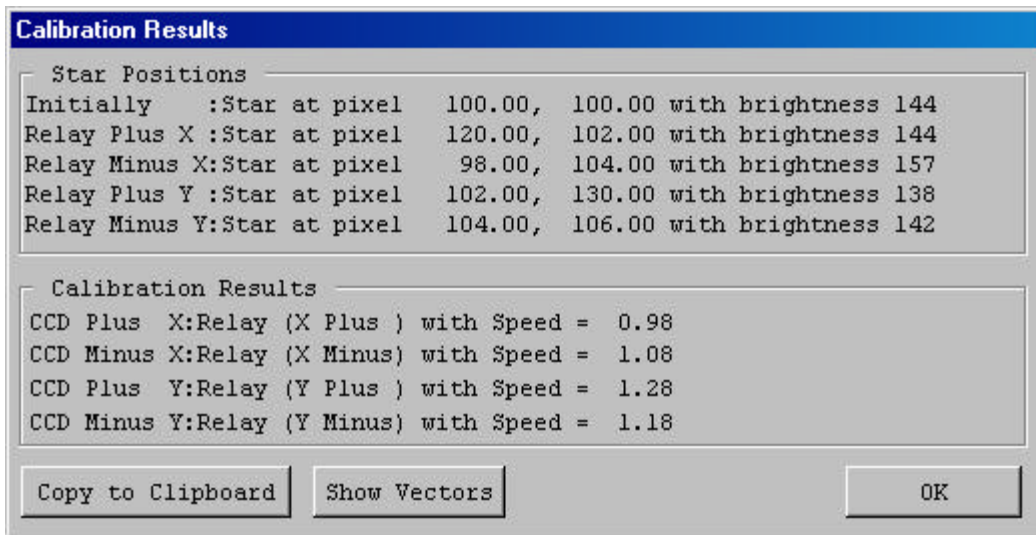 Calibration Results
Star Positions
Initially    :Star at pixel   100.00,  100.00 with brightness 144
Relay Plus X :Star at pixel   120.00,  102.00 with brightness 144
Relay Minus X:Star at pixel    98.00,  104.00 with brightness 157
Relay Plus Y :Star at pixel   102.00,  130.00 with brightness 138
Relay Minus Y:Star at pixel   104.00,  106.00 with brightness 142
Calibration Results
CCD Plus  X:Relay (X Plus ) with Speed =  0.98
CCD Minus X:Relay (X Minus) with Speed =  1.08
CCD Plus  Y:Relay (Y Plus ) with Speed =  1.28
CCD Minus Y:Relay (Y Minus) with Speed =  1.18
Copy to Clipboard  Show Vectors  OK